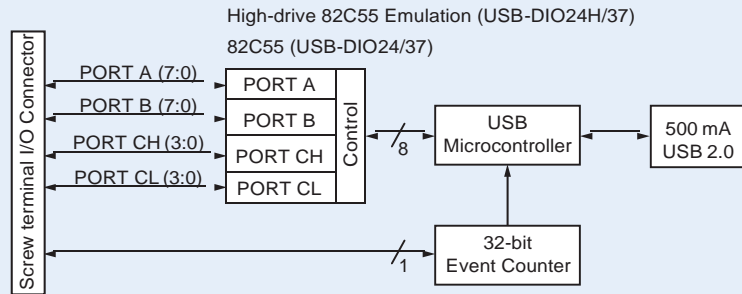 High-drive 82C55 Emulation (USB-DIO24H/37)
82C55 (USB-DIO24/37)
Screw terminal I/O Connector
PORT A (7:0)
PORT B (7:0)
PORT CH (3:0)
PORT CL (3:0)
PORT A
PORT B
PORT CH
PORT CL
Control
8
USB
Microcontroller
500 mA
USB 2.0
1
32-bit
Event Counter